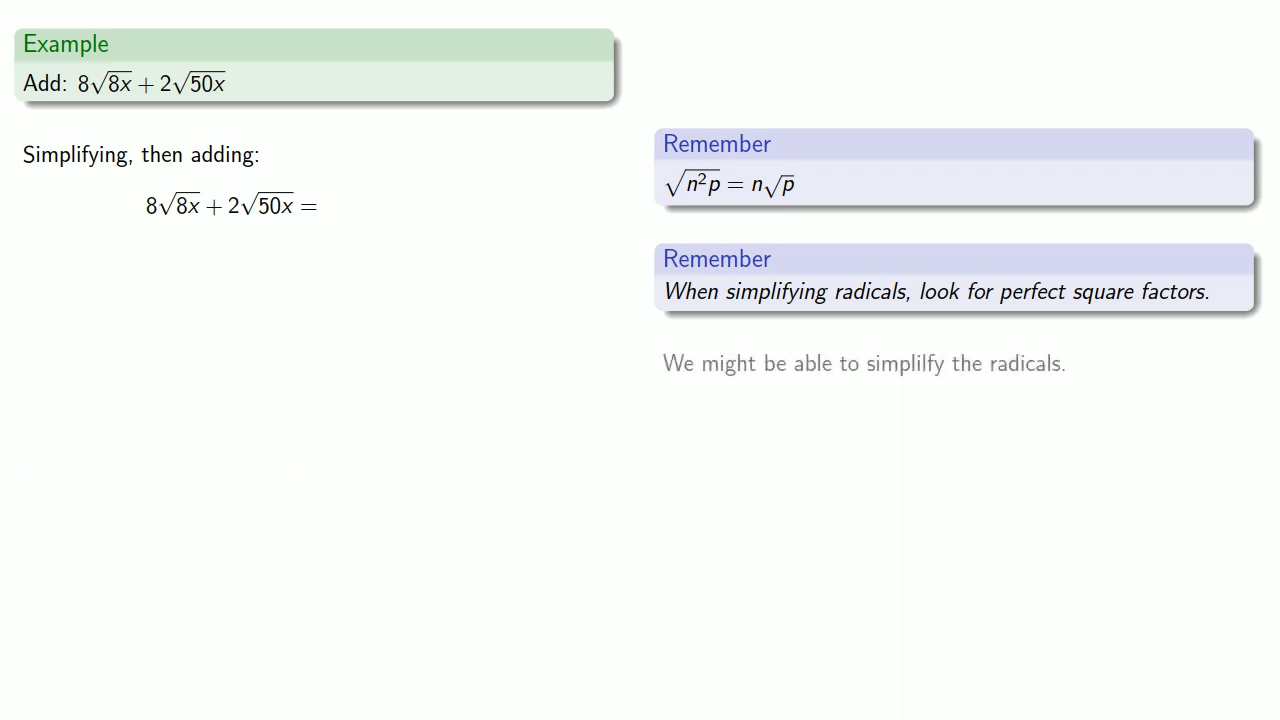 Example
Add: 8√8x + 2√50x
Simplifying, then adding:
8√8x + 2√50x =
Remember
√n²p = n√p
Remember
When simplifying radicals, look for perfect square factors.
We might be able to simplilfy the radicals.